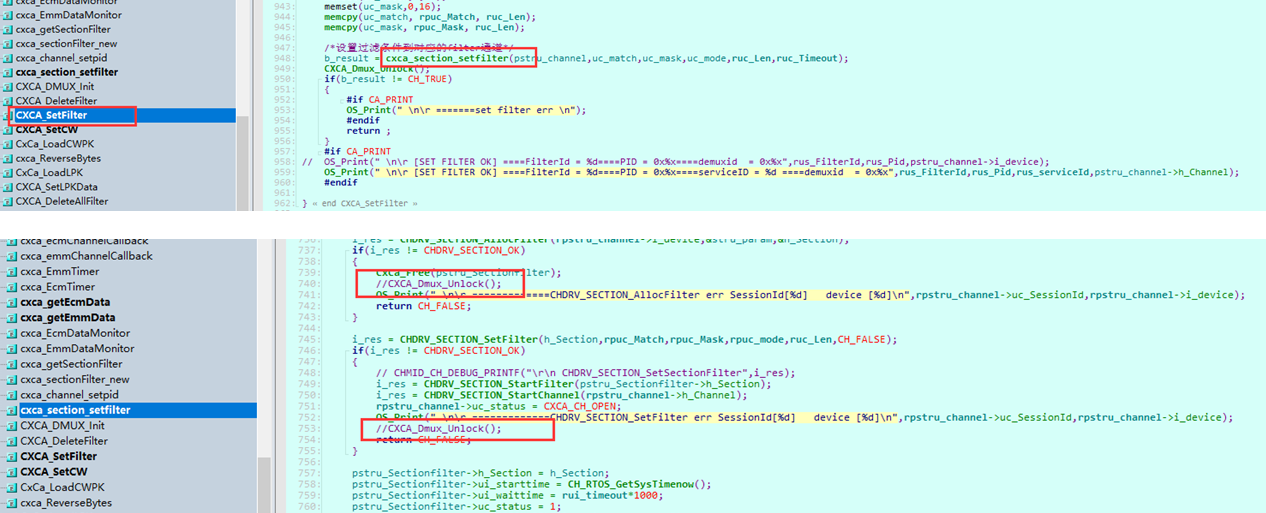 cxca_EcmDataMonitor
cxca_EmmDataMonitor
cxca_getSectionFilter
cxca_sectionFilter_new
cxca_channel_setpid
cxca_section_setfilter
CXCA_DMUX_Init
CXCA_DeleteFilter
CXCA_SetFilter
CXCA_SetCW
CxCa_LoadCWPK
cxca_ReverseBytes
CxCa_LoadLPK
CXCA_SetLPKData
CXCA_DeleteAllFilter
943: memset(uc_mask,0,16);
944: memcpy(uc_match, rpuc_Match, ruc_Len);
945: memcpy(uc_mask, rpuc_Mask, ruc_Len);
946:
947: /*设置过滤条件到对应的filter通道*/
948: b_result = cxca_section_setfilter(pstru_channel,uc_match,uc_mask,uc_mode,ruc_Len,ruc_Timeout);
949: CXCA_Dmux_Unlock();
950: if(b_result != CH_TRUE)
951: {
952: #if CA_PRINT
953: OS_Print(" \n\r =======set filter err \n");
954: #endif
955: return ;
956: }
957: #if CA_PRINT
958: // OS_Print(" \n\r [SET FILTER OK] ====FilterId = %d====PID = 0x%x====demuxid  = 0x%x",rus_FilterId,rus_Pid,pstru_channel->i_device);
959: OS_Print(" \n\r [SET FILTER OK] ====FilterId = %d====PID = 0x%x====serviceID = %d ====demuxid  = 0x%x",rus_FilterId,rus_Pid,rus_serviceId,pstru_channel->h_Channel);
960: #endif
961:
962: } « end CXCA_SetFilter »
cxca_ecmChannelCallback
cxca_emmChannelCallback
cxca_EmmTimer
cxca_EcmTimer
cxca_getEcmData
cxca_getEmmData
cxca_EcmDataMonitor
cxca_EmmDataMonitor
cxca_getSectionFilter
cxca_sectionFilter_new
cxca_channel_setpid
cxca_section_setfilter
CXCA_DMUX_Init
CXCA_DeleteFilter
CXCA_SetFilter
CXCA_SetCW
CxCa_LoadCWPK
cxca_ReverseBytes
736: i_res = CHDRV_SECTION_AllocFilter(rpstru_channel->i_device,&stru_param,&h_Section);
737: if(i_res != CHDRV_SECTION_OK)
738: {
739: CXCa_Free(pstru_Sectionfilter);
740: //CXCA_Dmux_Unlock();
741: OS_Print(" \n\r =============CHDRV_SECTION_AllocFilter err SessionId[%d]   device [%d]\n",rpstru_channel->uc_SessionId,rpstru_channel->i_device);
742: return CH_FALSE;
743: }
744:
745: i_res = CHDRV_SECTION_SetFilter(h_Section,rpuc_Match,rpuc_Mask,rpuc_mode,ruc_Len,CH_FALSE);
746: if(i_res != CHDRV_SECTION_OK)
747: {
748: // CHMID_CH_DEBUG_PRINTF("\r\n CHDRV_SECTION_SetSectionFilter",i_res);
749: i_res = CHDRV_SECTION_StartFilter(pstru_Sectionfilter->h_Section);
750: i_res = CHDRV_SECTION_StartChannel(rpstru_channel->h_Channel);
751: rpstru_channel->uc_status = CXCA_CH_OPEN;
752: OS_Print(" \n\r =============CHDRV_SECTION_SetFilter err SessionId[%d]   device [%d]\n",rpstru_channel->uc_SessionId,rpstru_channel->i_device);
753: //CXCA_Dmux_Unlock();
754: return CH_FALSE;
755: }
756:
757: pstru_Sectionfilter->h_Section = h_Section;
758: pstru_Sectionfilter->ui_starttime = CH_RTOS_GetSysTimenow();
759: pstru_Sectionfilter->ui_waittime = rui_timeout*1000;
760: pstru_Sectionfilter->uc_status = 1;